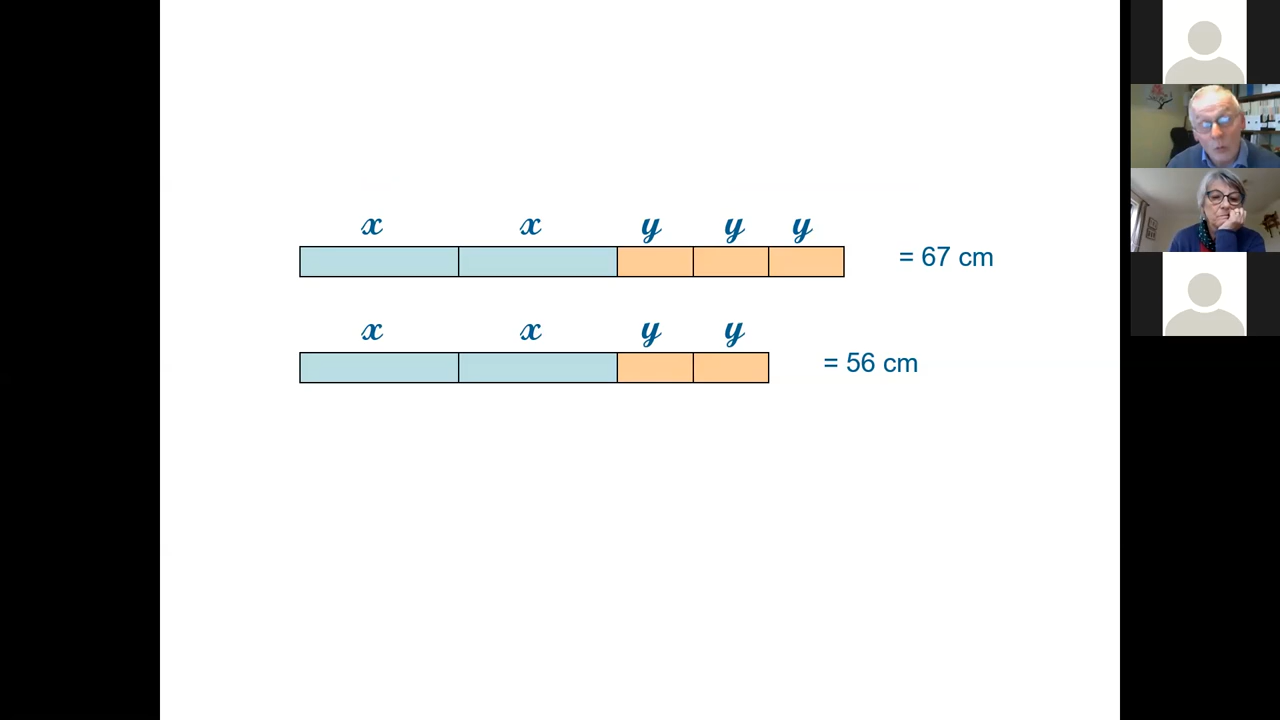 x x y y y
= 67 cm
x x y y
= 56 cm